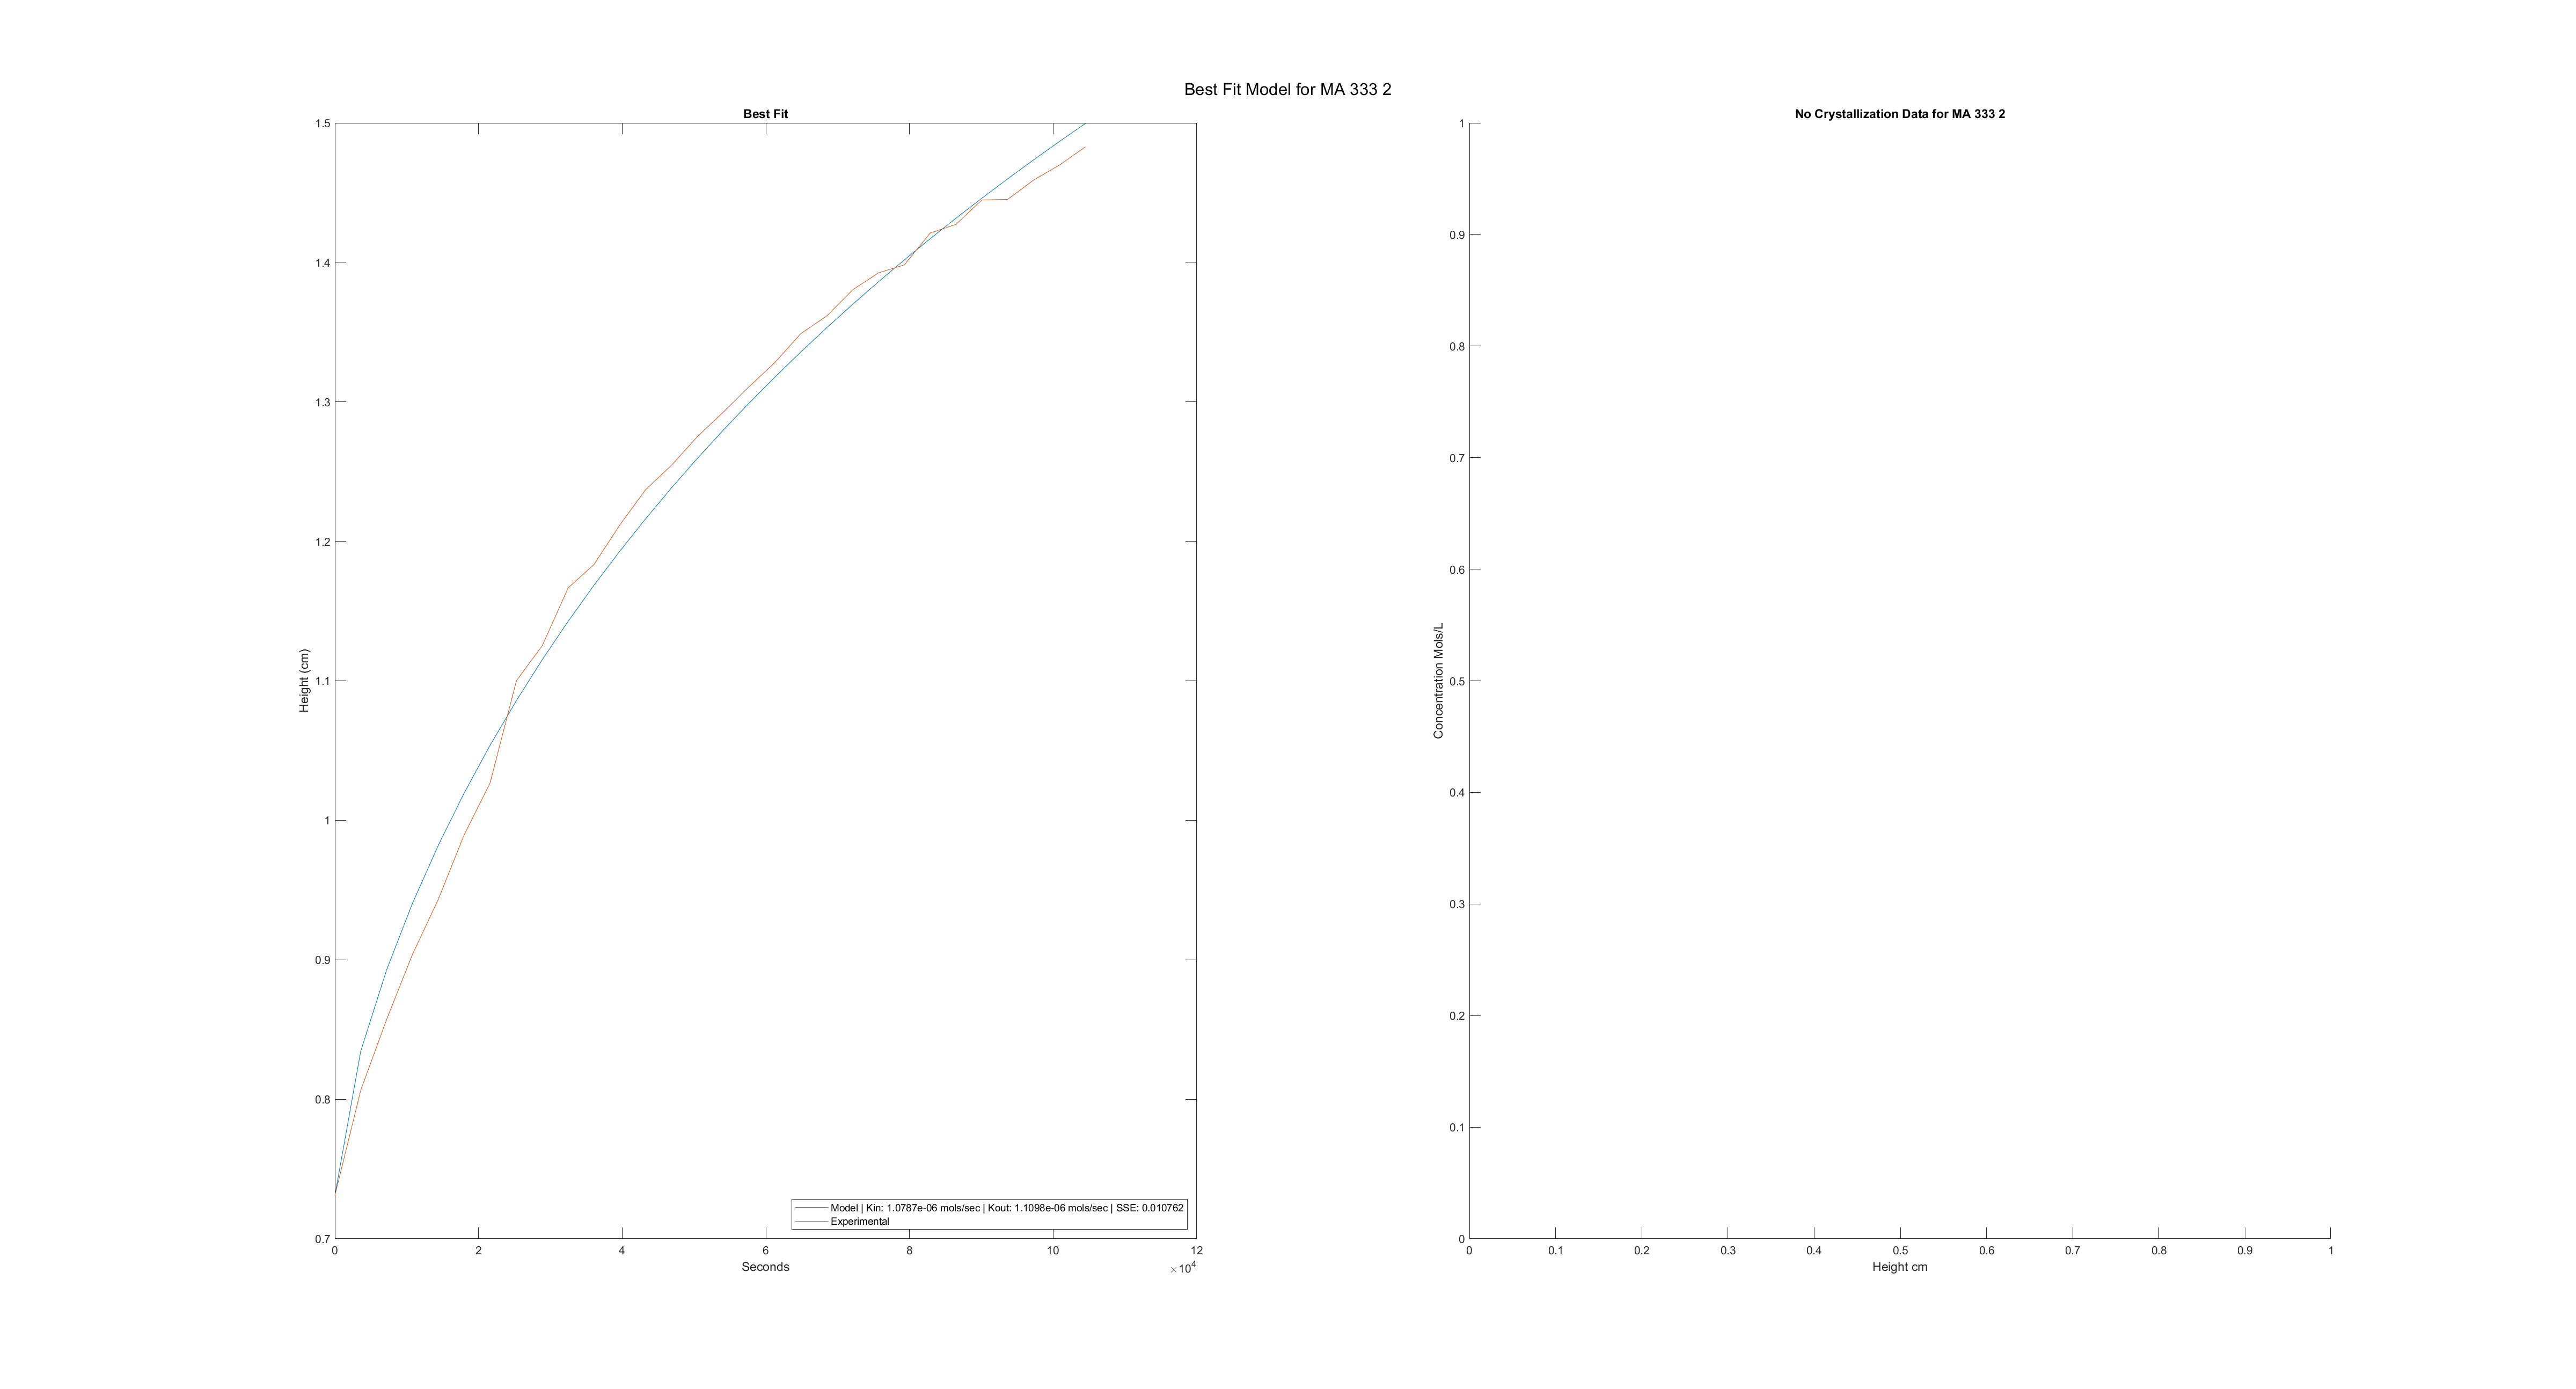 Best Fit Model for MA 333 2
Best Fit
1.5
1.4
1.3
1.2
1.1
1
0.9
0.8
0.7
Height (cm)
0 2 4 6 8 10 12
Seconds
×10^4
Model | Kin: 1.0787e-06 mols/sec | Kout: 1.1098e-06 mols/sec | SSE: 0.010762
Experimental
No Crystallization Data for MA 333 2
1
0.9
0.8
0.7
0.6
0.5
0.4
0.3
0.2
0.1
0
Concentration Mols/L
0 0.1 0.2 0.3 0.4 0.5 0.6 0.7 0.8 0.9 1
Height cm